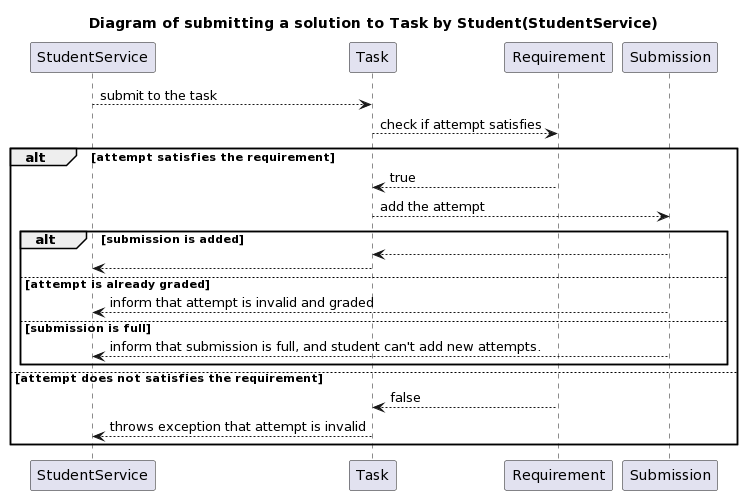 Diagram of submitting a solution to Task by Student(StudentService)
StudentService Task Requirement Submission
submit to the task
check if attempt satisfies
alt [attempt satisfies the requirement]
true
add the attempt
alt [submission is added]
[attempt is already graded]
inform that attempt is invalid and graded
[submission is full]
inform that submission is full, and student can't add new attempts.
[attempt does not satisfies the requirement]
false
throws exception that attempt is invalid
StudentService Task Requirement Submission